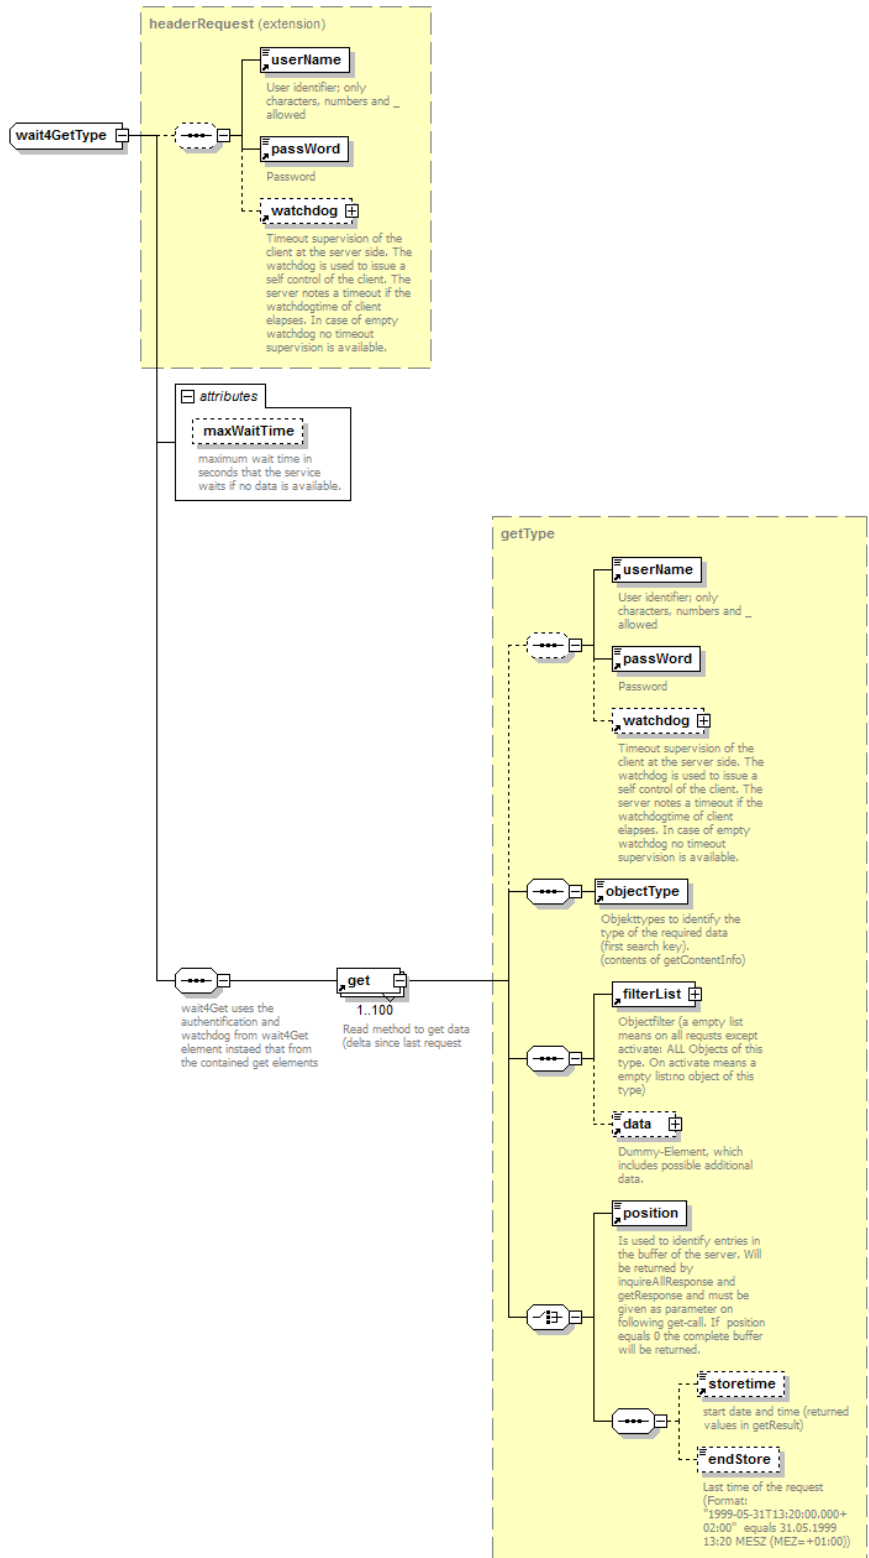 headerRequest (extension)
userName
User identifier; only
characters, numbers and _
allowed
wait4GetType
passWord
Password
watchdog
Timeout supervision of the
client at the server side. The
watchdog is used to issue a
self control of the client. The
server notes a timeout if the
watchdogtime of client
elapses. In case of empty
watchdog no timeout
supervision is available.
attributes
maxWaitTime
maximum wait time in
seconds that the service
waits if no data is available.
getType
userName
User identifier; only
characters, numbers and _
allowed
passWord
Password
watchdog
Timeout supervision of the
client at the server side. The
watchdog is used to issue a
self control of the client. The
server notes a timeout if the
watchdogtime of client
elapses. In case of empty
watchdog no timeout
supervision is available.
objectType
Objekttypes to identify the
type of the required data
(first search key).
(contents of getContentInfo)
get
1..100
wait4Get uses the
authentification and
watchdog from wait4Get
element instaed that from
the contained get elements
Read method to get data
(delta since last request
filterList
Objectfilter (a empty list
means on all requsts except
activate: ALL Objects of this
type. On activate means a
empty list:no object of this
type)
data
Dummy-Element, which
includes possible additional
data.
position
Is used to identify entries in
the buffer of the server. Will
be returned by
inquireAllResponse and
getResponse and must be
given as parameter on
following get-call. If  position
equals 0 the complete buffer
will be returned.
storetime
start date and time (returned
values in getResult)
endStore
Last time of the request
(Format:
"1999-05-31T13:20:00.000+
02:00"  equals 31.05.1999
13:20 MESZ (MEZ=+01:00))